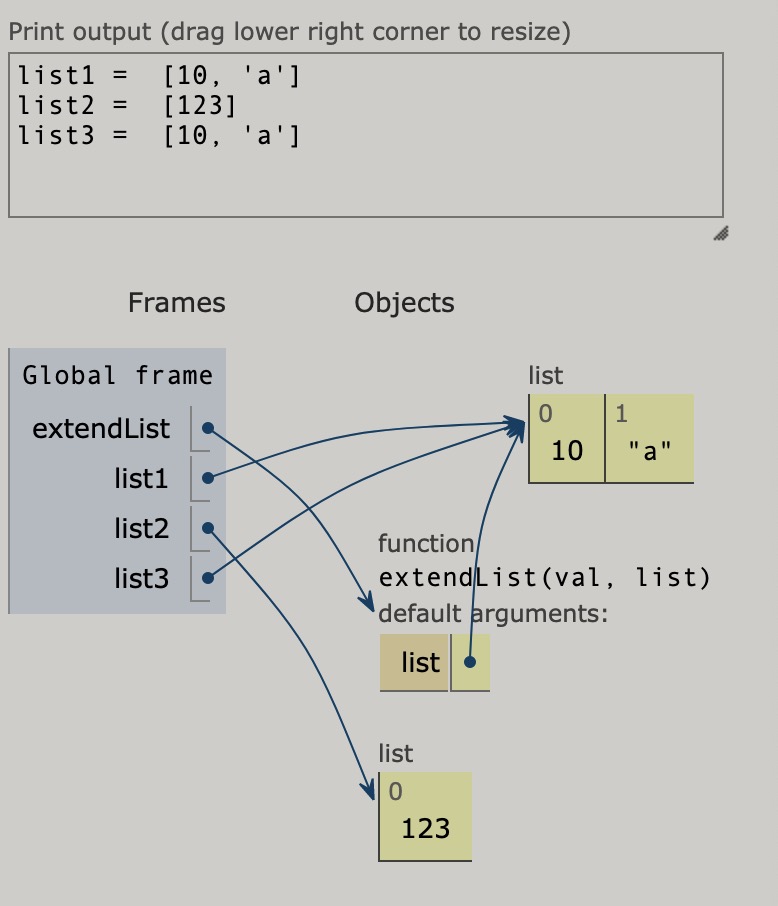 Print output (drag lower right corner to resize)
list1 =  [10, 'a']
list2 =  [123]
list3 =  [10, 'a']
Frames Objects
Global frame
extendList
list1
list2
list3
list
0 1
10 "a"
function
extendList(val, list)
default arguments:
list
list
0
123